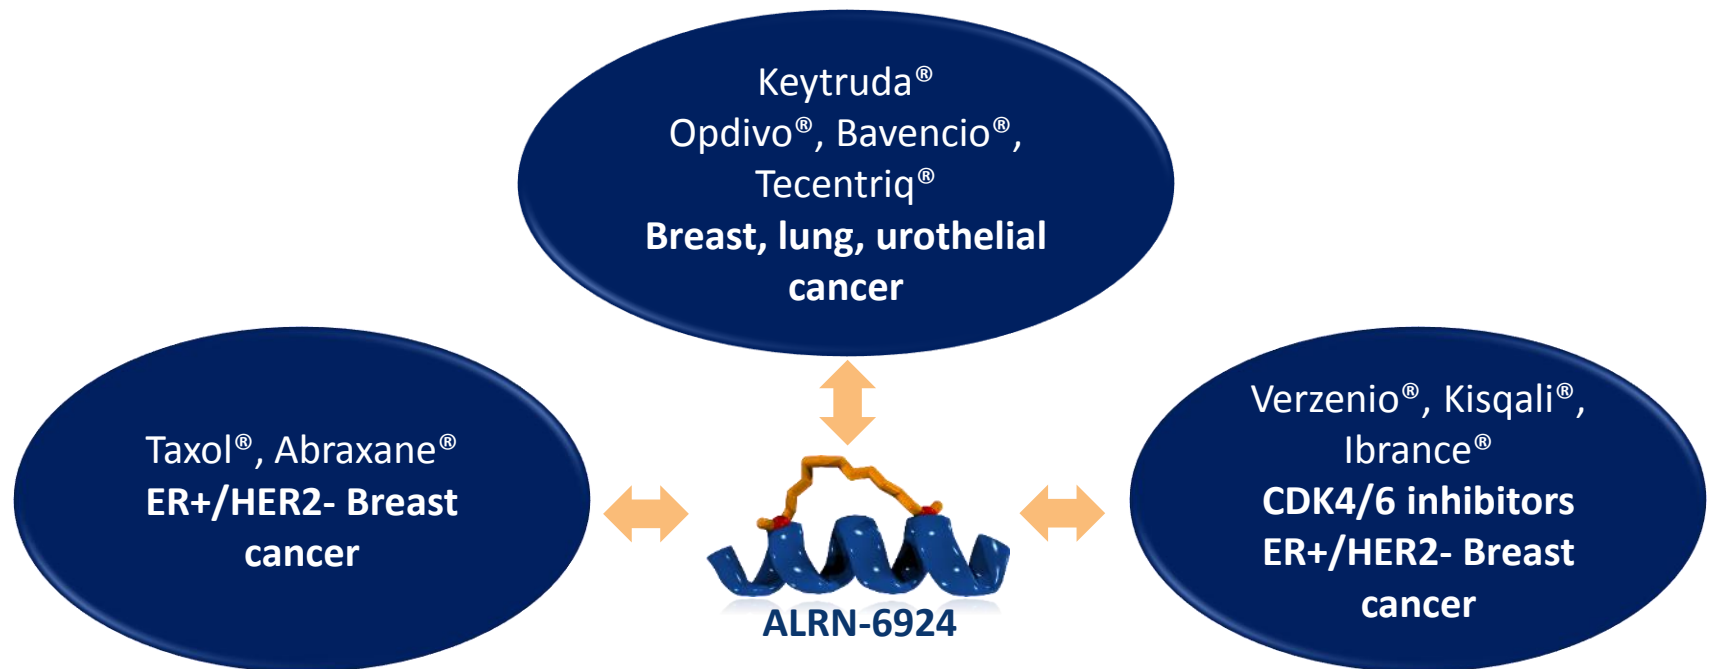 Keytruda®
Opdivo®, Bavencio®,
Tecentriq®
Breast, lung, urothelial
cancer
Taxol®, Abraxane®
ER+/HER2- Breast
cancer
Verzenio®, Kisqali®,
Ibrance®
CDK4/6 inhibitors
ER+/HER2- Breast
cancer
ALRN-6924